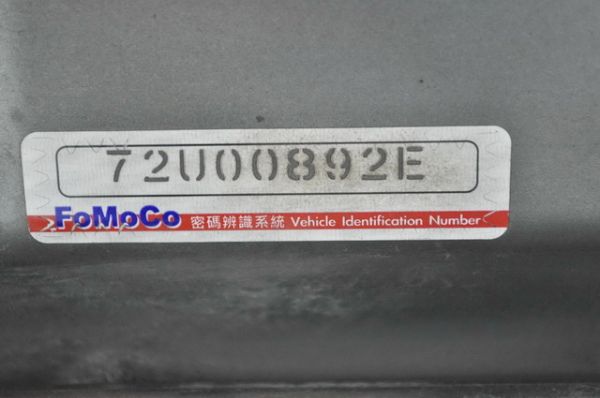 72U00892E
FoMoCo 密碼辨識系統 Vehicle Identification Number